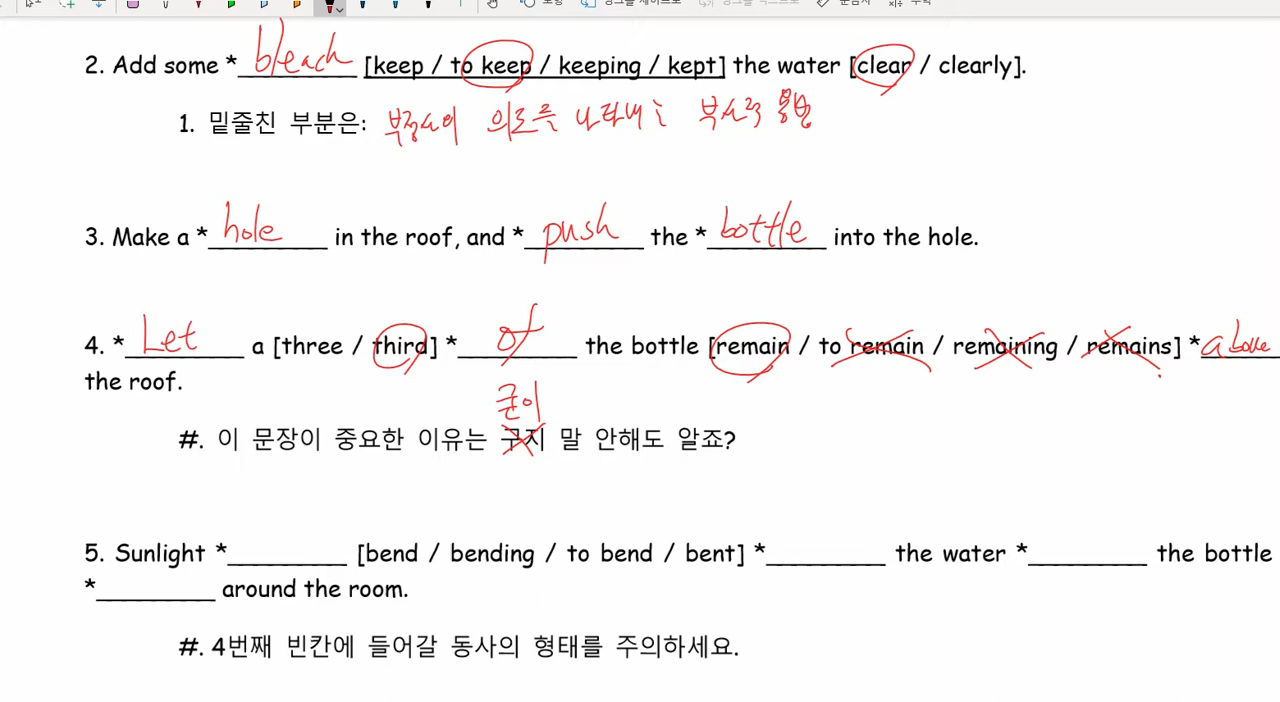 2. Add some * bleach [keep / to keep / keeping / kept] the water [clear / clearly].
1. 밑줄친 부분은: 부정사의 의도를 나타내는 부사적 용법
3. Make a * hole in the roof, and * push the * bottle into the hole.
4. * Let a [three / third] * of the bottle [remain / to remain / remaining / remains] * above
the roof.
굳이
#. 이 문장이 중요한 이유는 구지 말 안해도 알죠?
5. Sunlight *_________ [bend / bending / to bend / bent] *_________ the water *_________ the bottle
*_________ around the room.
#. 4번째 빈칸에 들어갈 동사의 형태를 주의하세요.